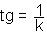 tg = 1/k